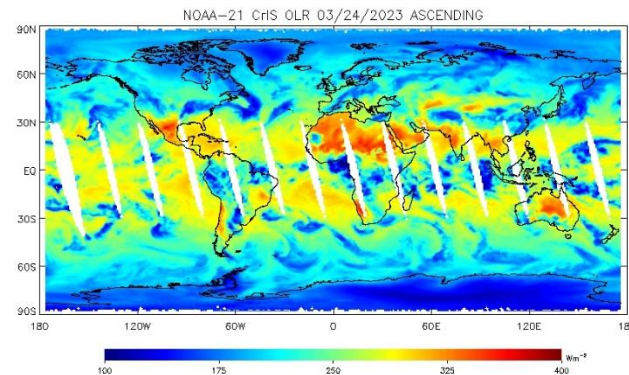 NOAA-21 CrIS OLR 03/24/2023 ASCENDING
90N
60N
30N
EQ
30S
60S
90S
180 120W 60W 0 60E 120E 18
100 175 250 325 400 Wm⁻²